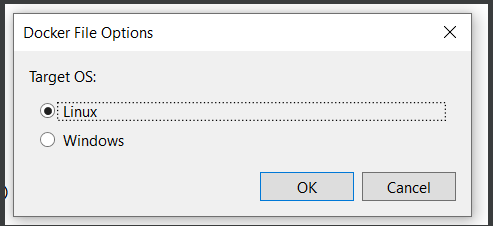 Docker File Options
Target OS:
Linux
Windows
OK
Cancel